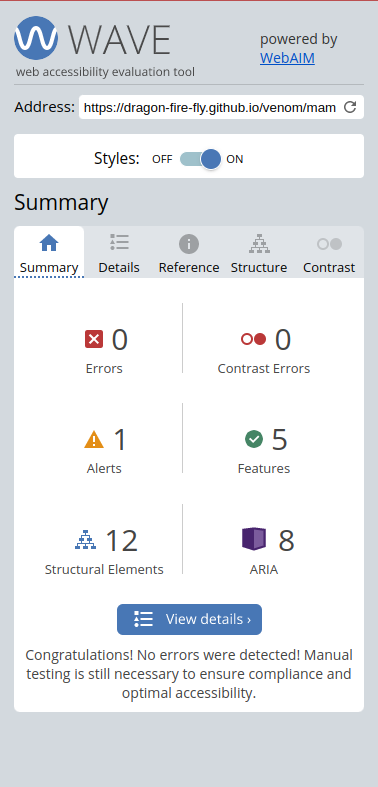 WAVE
web accessibility evaluation tool
powered by
WebAIM
Address: https://dragon-fire-fly.github.io/venom/mam
Styles: OFF ON
Summary
Summary Details Reference Structure Contrast
0 0
Errors Contrast Errors
1 5
Alerts Features
12 8
Structural Elements ARIA
View details ›
Congratulations! No errors were detected! Manual
testing is still necessary to ensure compliance and
optimal accessibility.